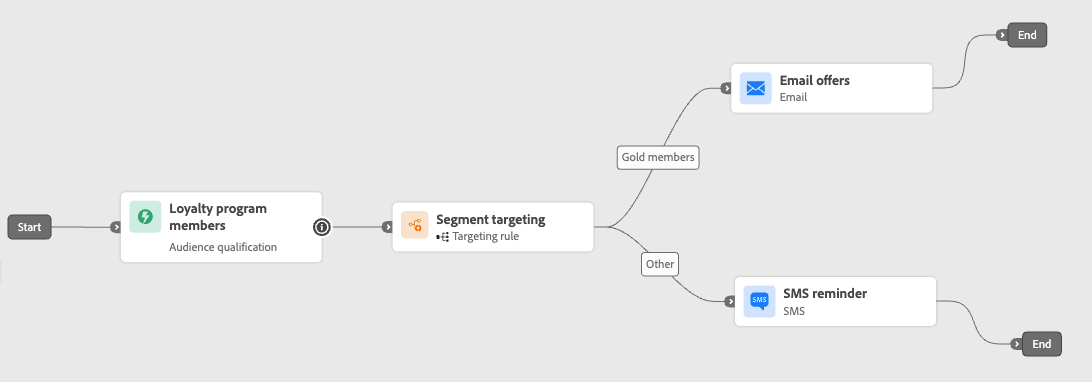 Start
Loyalty program
members
Audience qualification
Segment targeting
Targeting rule
Gold members
Other
Email offers
Email
End
SMS
SMS reminder
SMS
End